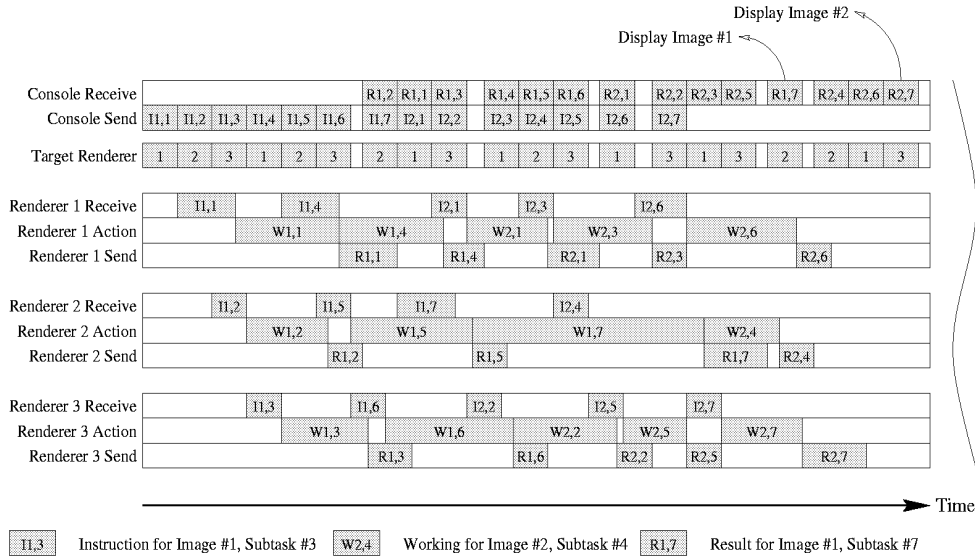 Display Image #2
Display Image #1
Console Receive R1,2 R1,1 R1,3 R1,4 R1,5 R1,6 R2,1 R2,2 R2,3 R2,5 R1,7 R2,4 R2,6 R2,7
Console Send I1,1 I1,2 I1,3 I1,4 I1,5 I1,6 I1,7 I2,1 I2,2 I2,3 I2,4 I2,5 I2,6 I2,7
Target Renderer 1 2 3 1 2 3 2 1 3 1 2 3 1 3 1 3 2 2 1 3
Renderer 1 Receive I1,1 I1,4 I2,1 I2,3 I2,6
Renderer 1 Action W1,1 W1,4 W2,1 W2,3 W2,6
Renderer 1 Send R1,1 R1,4 R2,1 R2,3 R2,6
Renderer 2 Receive I1,2 I1,5 I1,7 I2,4
Renderer 2 Action W1,2 W1,5 W1,7 W2,4
Renderer 2 Send R1,2 R1,5 R1,7 R2,4
Renderer 3 Receive I1,3 I1,6 I2,2 I2,5 I2,7
Renderer 3 Action W1,3 W1,6 W2,2 W2,5 W2,7
Renderer 3 Send R1,3 R1,6 R2,2 R2,5 R2,7
Time
I1,3 Instruction for Image #1, Subtask #3 W2,4 Working for Image #2, Subtask #4 R1,7 Result for Image #1, Subtask #7